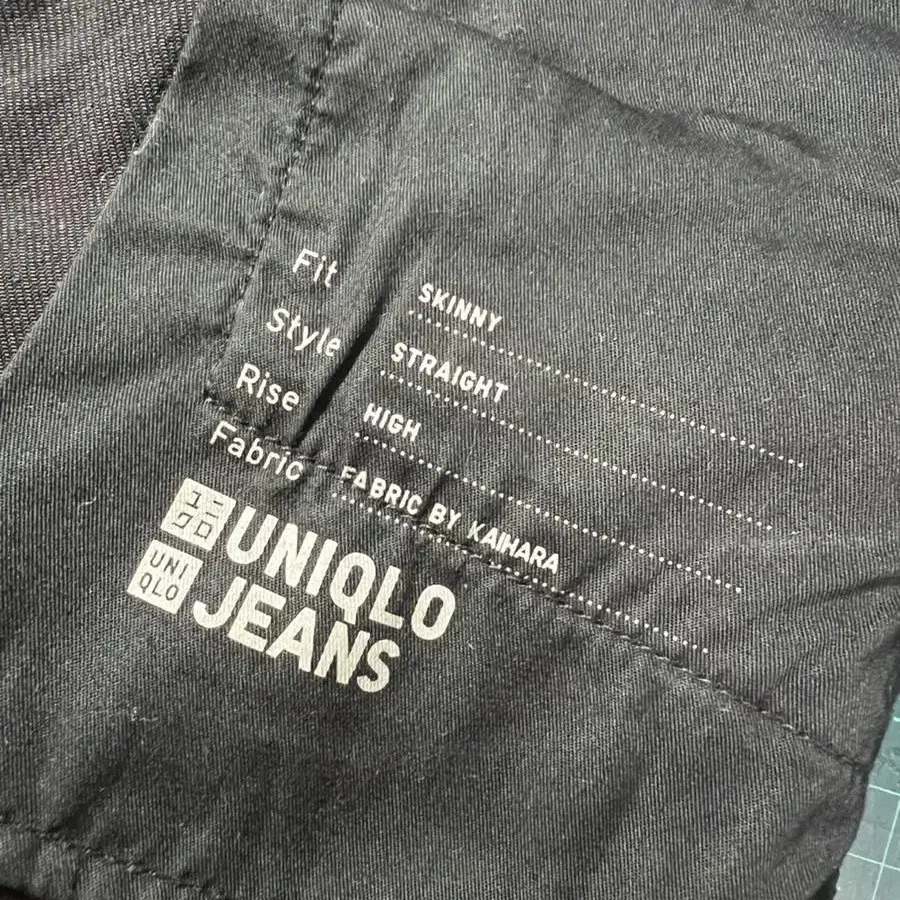 Fit SKINNY
Style STRAIGHT
Rise HIGH
Fabric FABRIC BY KAIHARA
ユニ
クロ
UNI
QLO
UNIQLO
JEANS